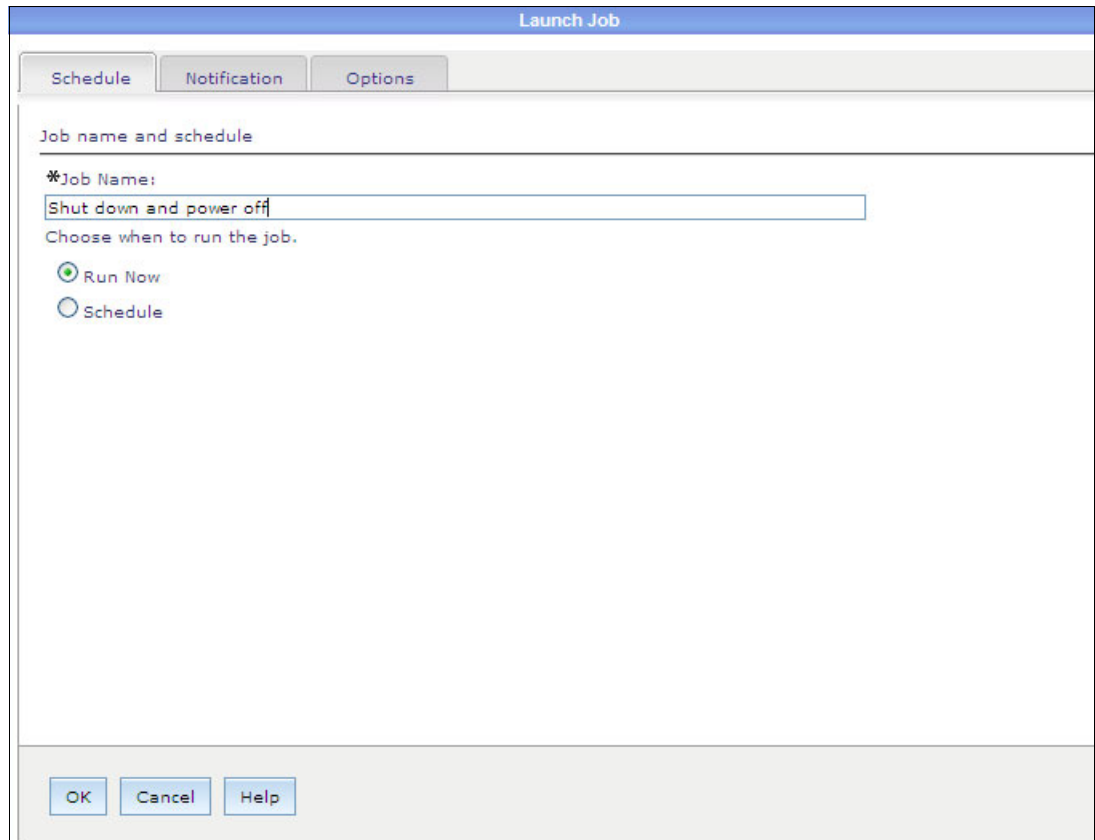 Launch Job
Schedule Notification Options
Job name and schedule
*Job Name:
Shut down and power off
Choose when to run the job.
Run Now
Schedule
OK Cancel Help